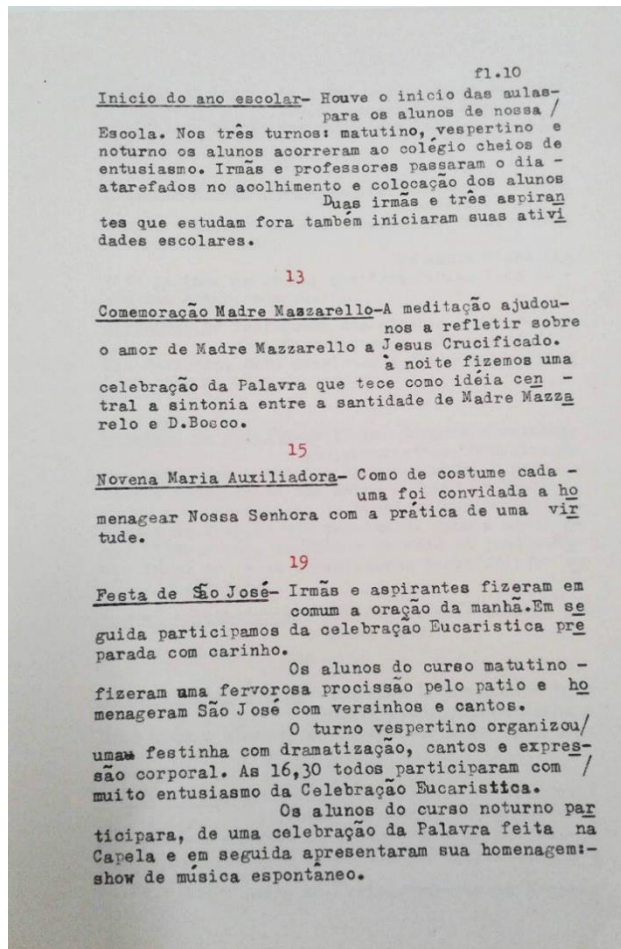 fl.10
Inicio do ano escolar- Houve o inicio das aulas-
para os alunos de nossa /
Escola. Nos três turnos: matutino, vespertino e
noturno os alunos acorreram ao colégio cheios de
entusiasmo. Irmãs e professores passaram o dia -
atarefados no acolhimento e colocação dos alunos
Duas irmãs e três aspiran
tes que estudam fora também iniciaram suas ativi
dades escolares.
13
Comemoração Madre Mazzarello-A meditação ajudou-
nos a refletir sobre
o amor de Madre Mazzarello a Jesus Crucificado.
à noite fizemos uma
celebração da Palavra que tece como idéia cen -
tral a sintonia entre a santidade de Madre Mazza
relo e D.Bosco.
15
Novena Maria Auxiliadora- Como de costume cada -
uma foi convidada a ho
menagear Nossa Senhora com a prática de uma vir
tude.
19
Festa de São José- Irmãs e aspirantes fizeram em
comum a oração da manhã.Em se
guida participamos da celebração Eucaristica pre
parada com carinho.
Os alunos do curso matutino -
fizeram uma fervorosa procissão pelo patio e ho
menageram São José com versinhos e cantos.
O turno vespertino organizou/
uma festinha com dramatização, cantos e expres-
são corporal. As 16,30 todos participaram com /
muito entusiasmo da Celebração Eucaristica.
Os alunos do curso noturno par
ticipara, de uma celebração da Palavra feita na
Capela e em seguida apresentaram sua homenagem:-
show de música espontâneo.